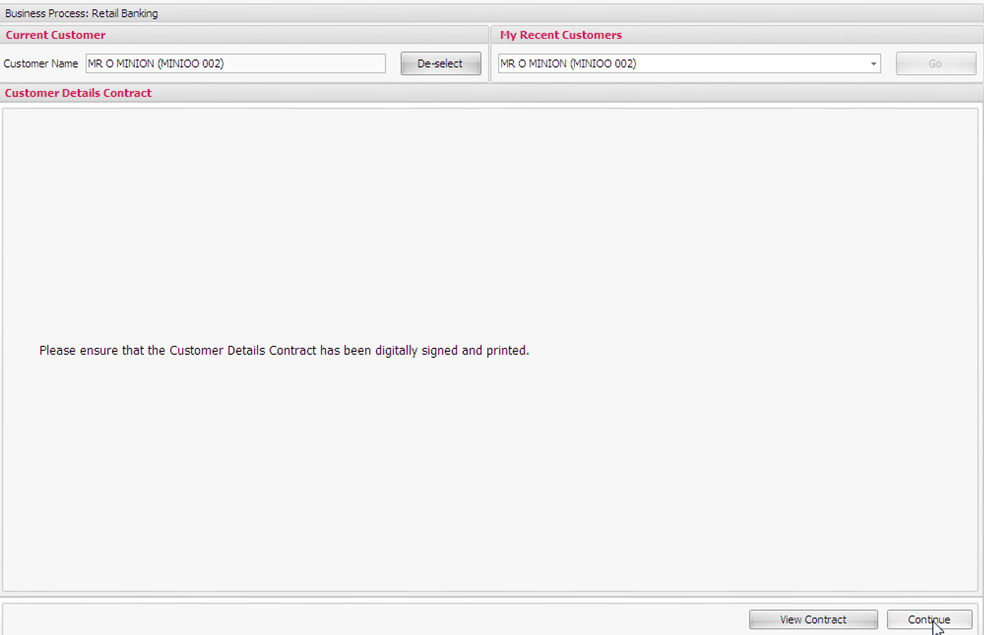 Business Process: Retail Banking
Current Customer
My Recent Customers
Customer Name MR O MINION (MINIOO 002) De-select
MR O MINION (MINIOO 002) Go
Customer Details Contract
Please ensure that the Customer Details Contract has been digitally signed and printed.
View Contract Continue